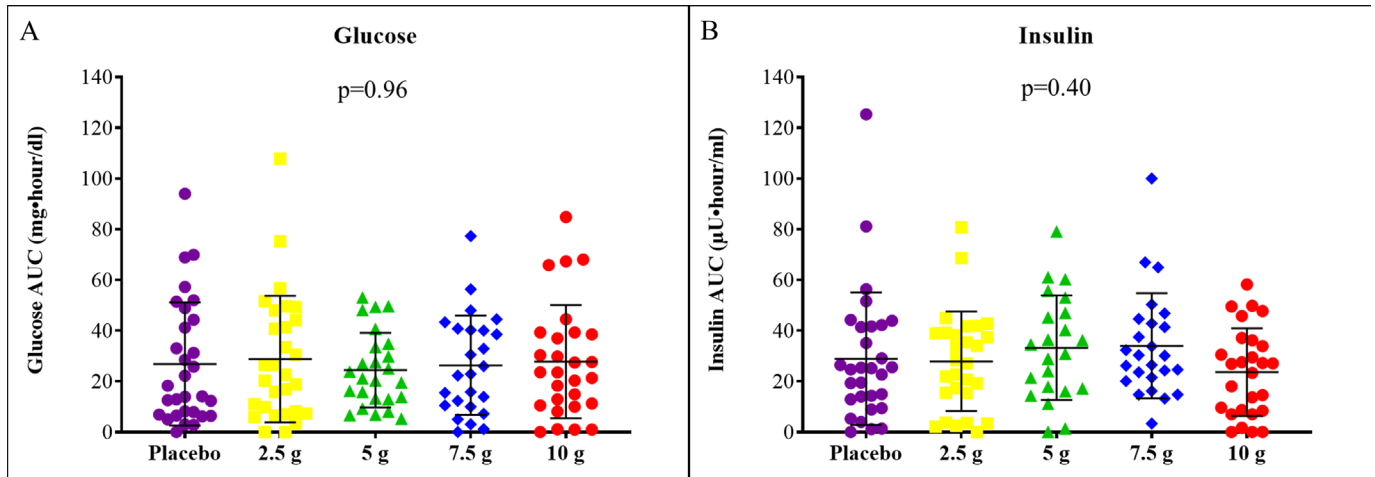 A
Glucose
p=0.96
Glucose AUC (mg•hour/dl)
140
120
100
80
60
40
20
0
Placebo 2.5 g 5 g 7.5 g 10 g
B
Insulin
p=0.40
Insulin AUC (µU•hour/ml)
140
120
100
80
60
40
20
0
Placebo 2.5 g 5 g 7.5 g 10 g